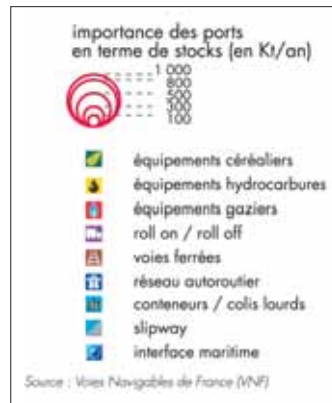 importance des ports
en terme de stocks (en Kt/an)
1 000
800
500
300
100
équipements céréaliers
équipements hydrocarbures
équipements gaziers
roll on / roll off
voies ferrées
réseau autoroutier
conteneurs / colis lourds
slipway
interface maritime
Source : Voies Navigables de France (VNF)